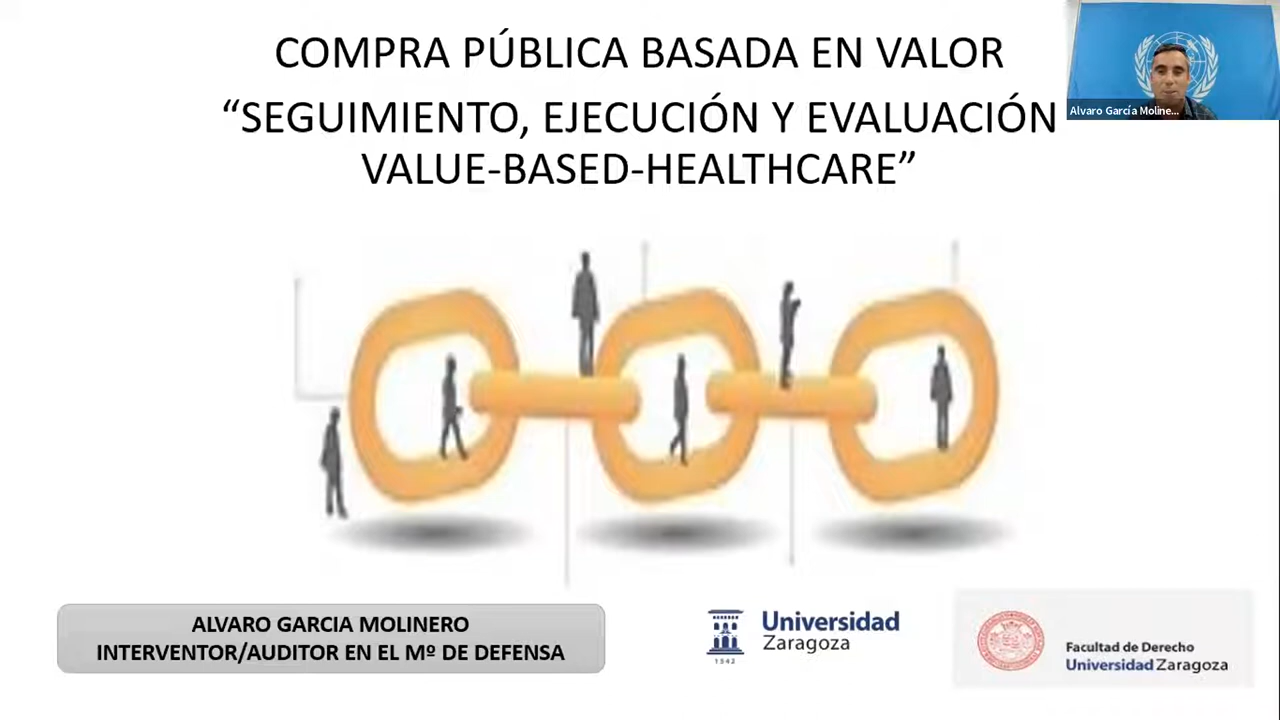 COMPRA PÚBLICA BASADA EN VALOR
“SEGUIMIENTO, EJECUCIÓN Y EVALUACIÓN
VALUE-BASED-HEALTHCARE”
Alvaro García Moline...
ALVARO GARCIA MOLINERO
INTERVENTOR/AUDITOR EN EL Mº DE DEFENSA
Universidad
Zaragoza
1542
Facultad de Derecho
Universidad Zaragoza